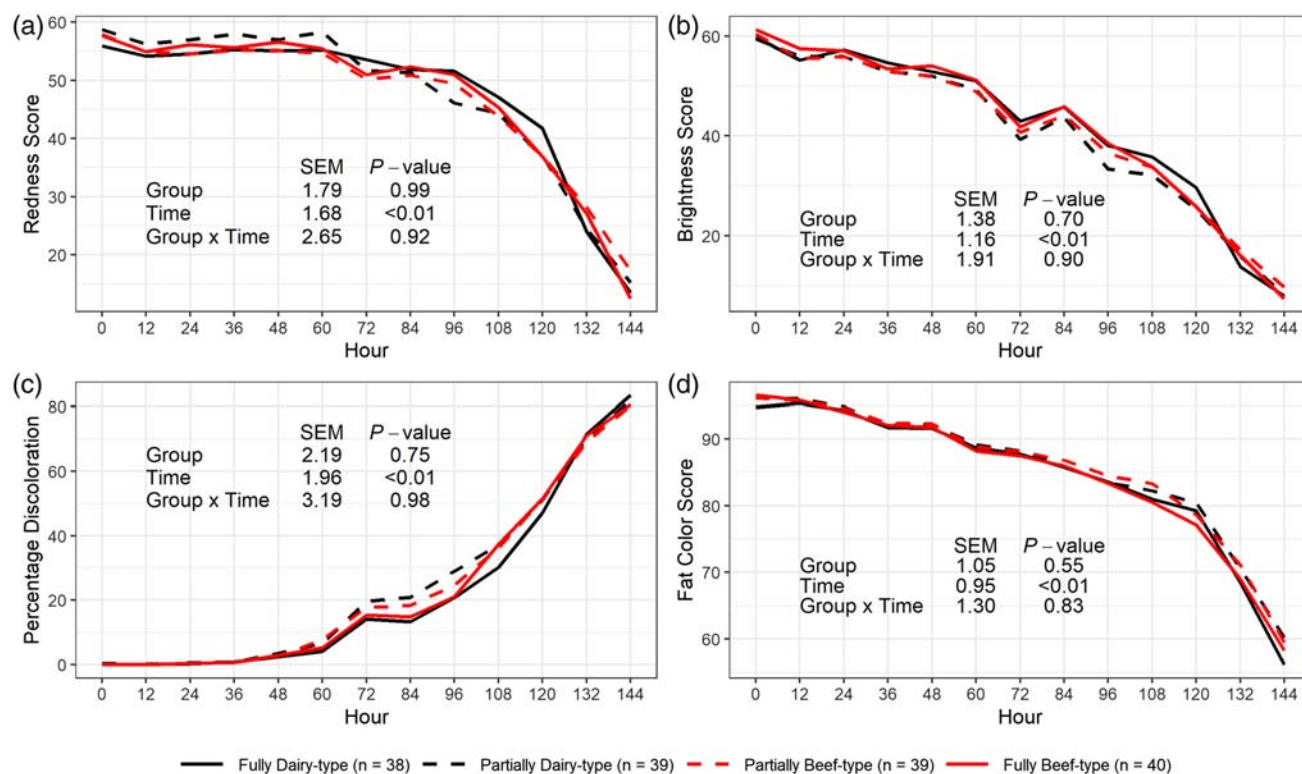 (a)
Redness Score
60
50
40
30
20
SEM P – value
Group 1.79 0.99
Time 1.68 <0.01
Group x Time 2.65 0.92
0 12 24 36 48 60 72 84 96 108 120 132 144
Hour
(b)
Brightness Score
60
40
20
SEM P – value
Group 1.38 0.70
Time 1.16 <0.01
Group x Time 1.91 0.90
0 12 24 36 48 60 72 84 96 108 120 132 144
Hour
(c)
Percentage Discoloration
80
60
40
20
0
SEM P – value
Group 2.19 0.75
Time 1.96 <0.01
Group x Time 3.19 0.98
0 12 24 36 48 60 72 84 96 108 120 132 144
Hour
(d)
Fat Color Score
90
80
70
60
SEM P – value
Group 1.05 0.55
Time 0.95 <0.01
Group x Time 1.30 0.83
0 12 24 36 48 60 72 84 96 108 120 132 144
Hour
Fully Dairy-type (n = 38) Partially Dairy-type (n = 39) Partially Beef-type (n = 39) Fully Beef-type (n = 40)